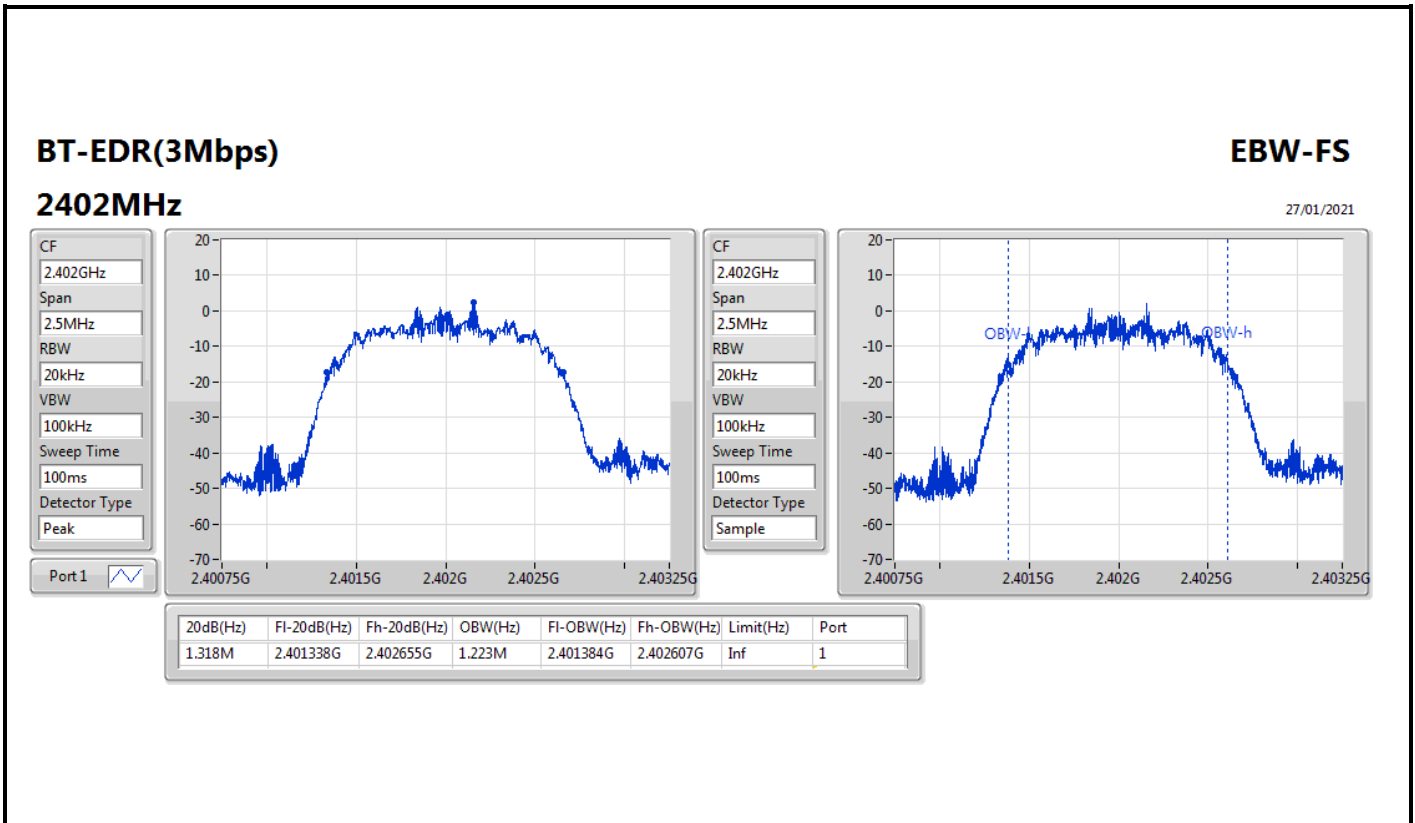 BT-EDR(3Mbps)
EBW-FS
2402MHz
27/01/2021
CF
2.402GHz
Span
2.5MHz
RBW
20kHz
VBW
100kHz
Sweep Time
100ms
Detector Type
Peak
Port 1
20
10
0
-10
-20
-30
-40
-50
-60
-70
2.40075G 2.4015G 2.402G 2.4025G 2.40325G
CF
2.402GHz
Span
2.5MHz
RBW
20kHz
VBW
100kHz
Sweep Time
100ms
Detector Type
Sample
20
10
0
-10
-20
-30
-40
-50
-60
-70
OBW-l OBW-h
2.40075G 2.4015G 2.402G 2.4025G 2.40325G
20dB(Hz) Fl-20dB(Hz) Fh-20dB(Hz) OBW(Hz) Fl-OBW(Hz) Fh-OBW(Hz) Limit(Hz) Port
1.318M 2.401338G 2.402655G 1.223M 2.401384G 2.402607G Inf 1